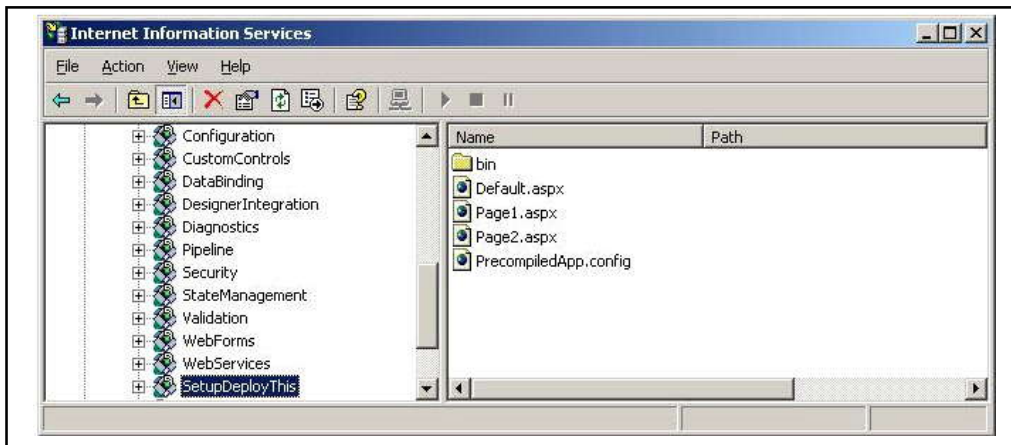 Internet Information Services
File Action View Help
Configuration
CustomControls
DataBinding
DesignerIntegration
Diagnostics
Pipeline
Security
StateManagement
Validation
WebForms
WebServices
SetupDeployThis
Name Path
bin
Default.aspx
Page1.aspx
Page2.aspx
PrecompiledApp.config